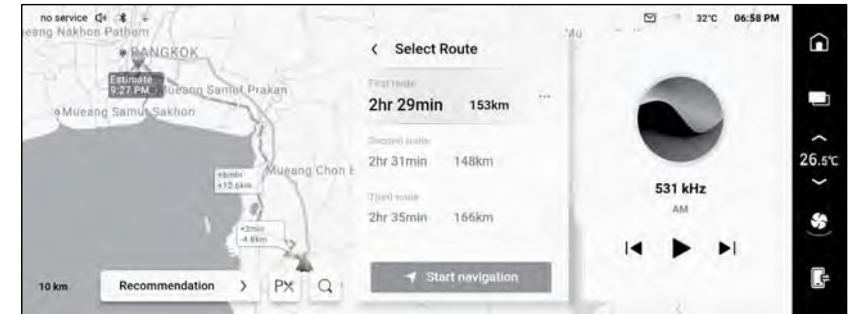 no service
32°C 06:58 PM
eang Nakhon Pathom
BANGKOK
Estimate
9:27 PM
Mueang Samut Prakan
Mueang Samut Sakhon
Mueang Chon B
+6min
+12.6km
+2min
-4.8km
10 km
Recommendation
Select Route
First route
2hr 29min 153km
...
Second route
2hr 31min 148km
Third route
2hr 35min 166km
Start navigation
Mu
531 kHz
AM
26.5°C